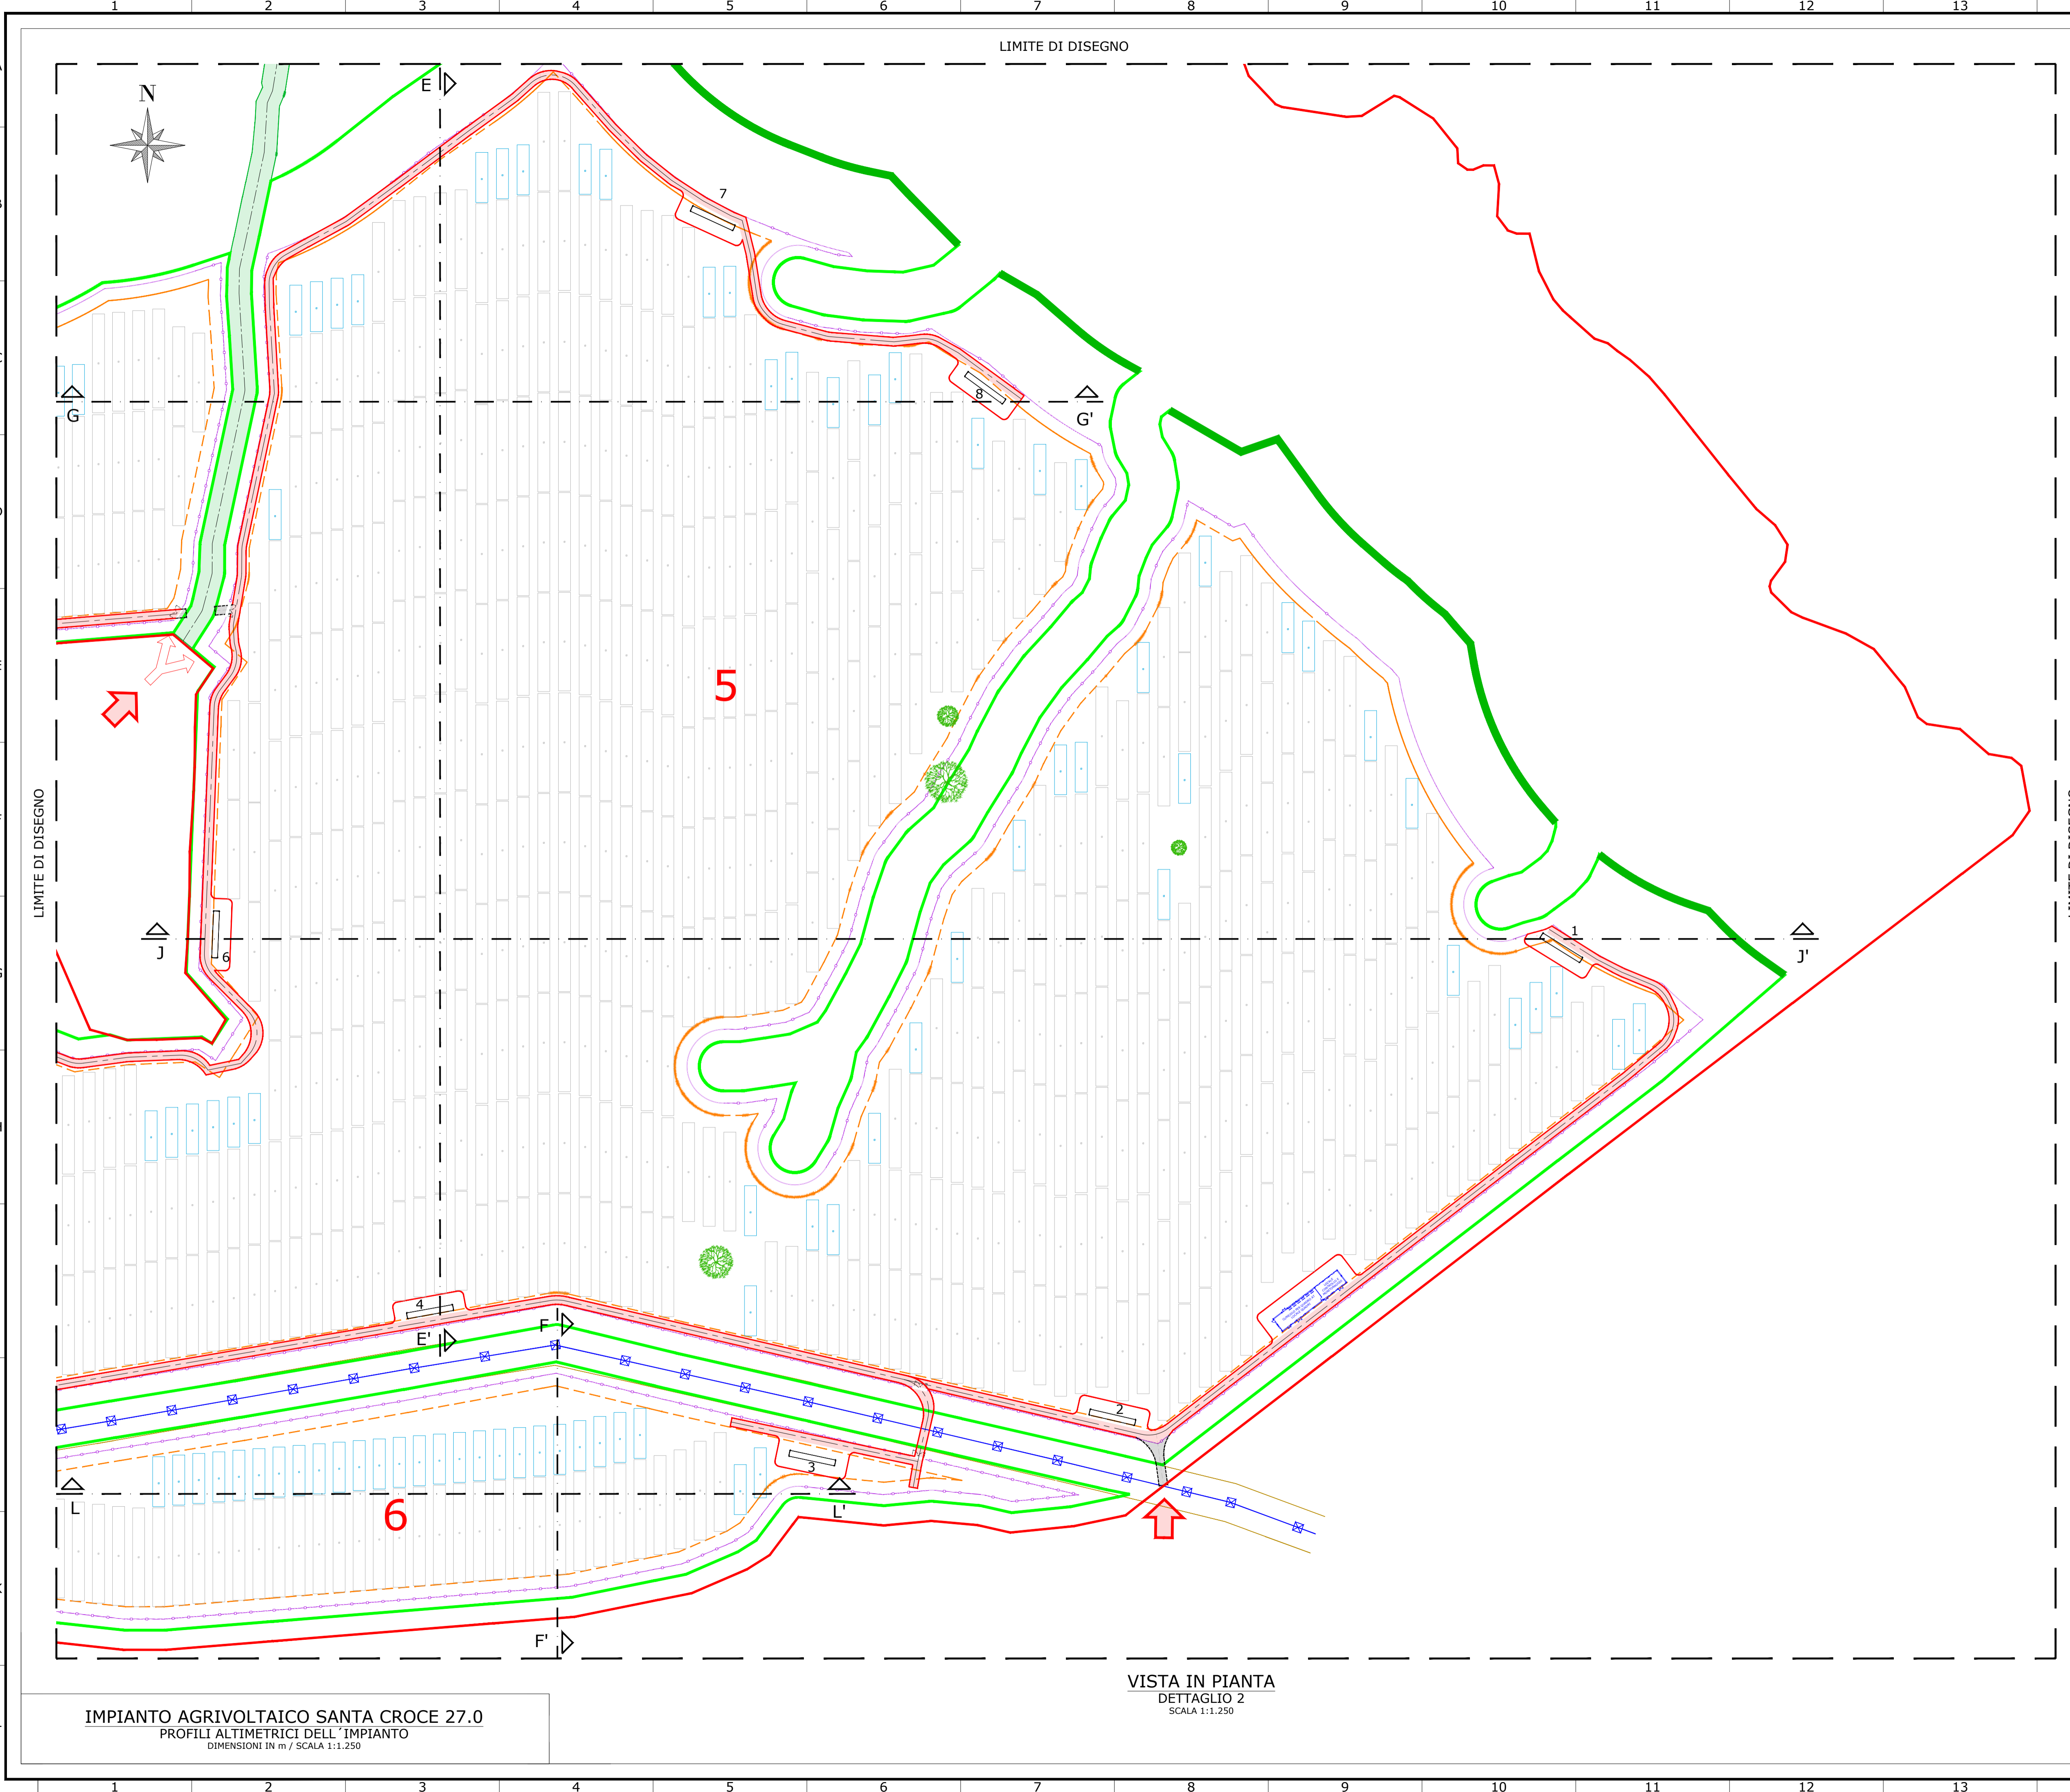 1 2 3 4 5 6 7 8 9 10 11 12 13
LIMITE DI DISEGNO
E
N
7
G
G'
8
5
LIMITE DI DISEGNO
J
6
1
J'
4
E'
F
2
3
L
L'
6
F'
VISTA IN PIANTA
DETTAGLIO 2
SCALA 1:1.250
IMPIANTO AGRIVOLTAICO SANTA CROCE 27.0
PROFILI ALTIMETRICI DELL´IMPIANTO
DIMENSIONI IN m / SCALA 1:1.250
1 2 3 4 5 6 7 8 9 10 11 12 13